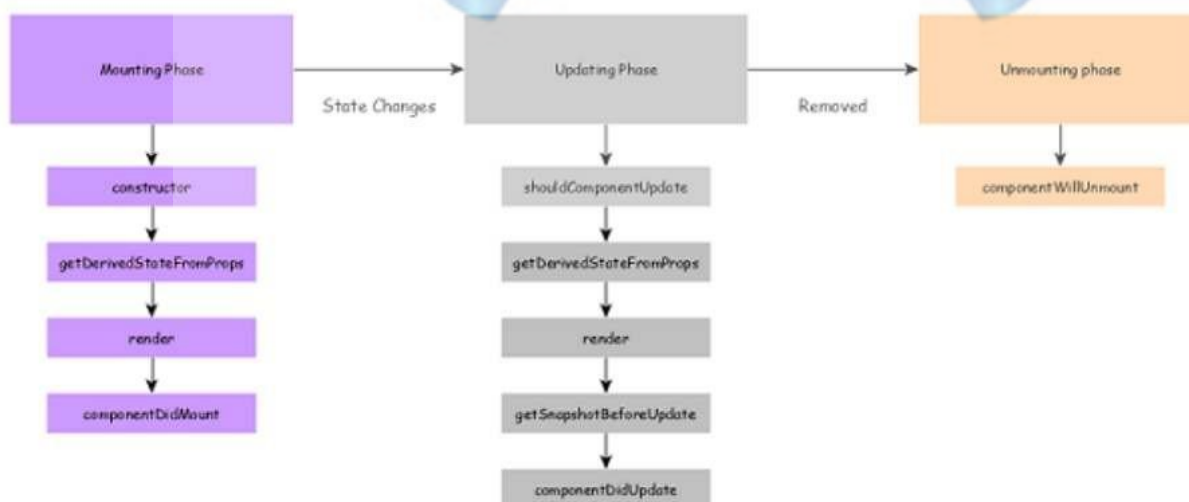 Mounting Phase
State Changes
Updating Phase
Removed
Unmounting phase
constructor
getDerivedStateFromProps
render
componentDidMount
shouldComponentUpdate
getDerivedStateFromProps
render
getSnapshotBeforeUpdate
componentDidUpdate
componentWillUnmount